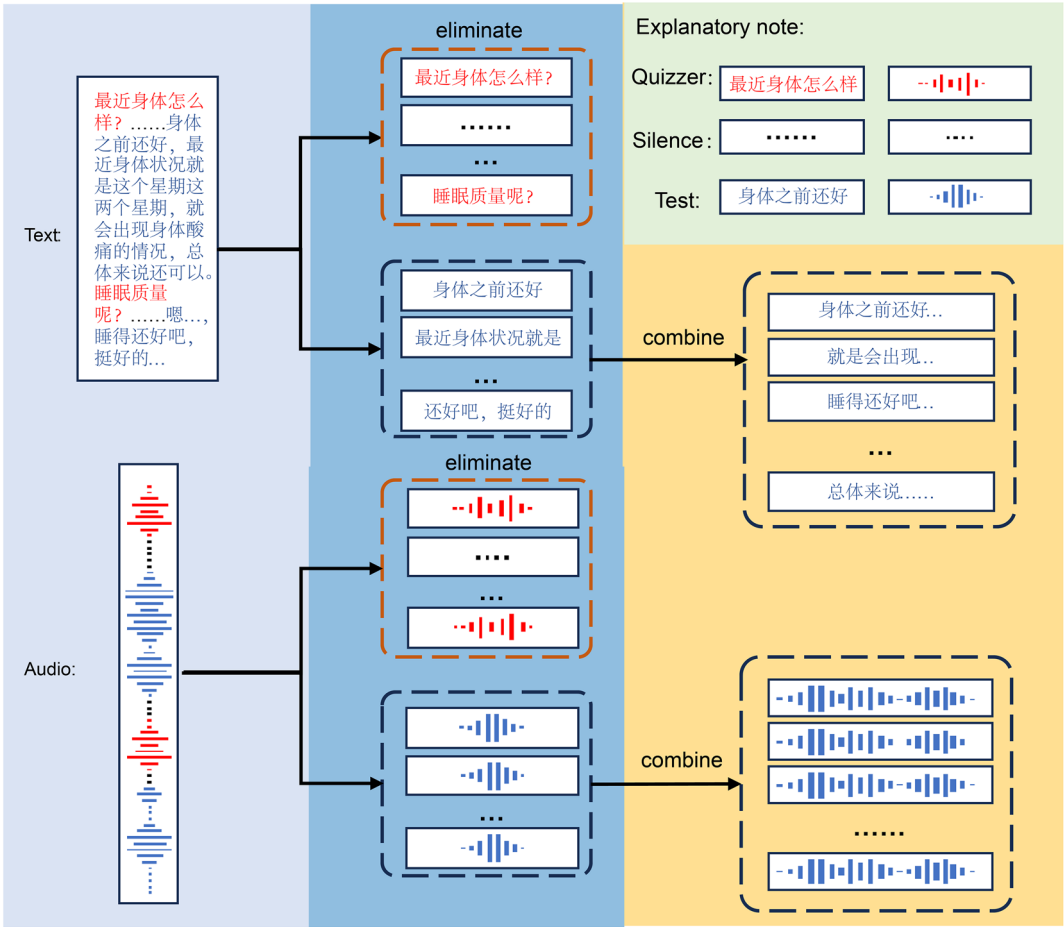 eliminate
最近身体怎么样?
......
...
睡眠质量呢?
Explanatory note:
Quizzer:
最近身体怎么样
Silence:
......
....
Test:
身体之前还好
Text:
最近身体怎么
样? ......身体
之前还好，最
近身体状况就
是这个星期这
两个星期，就
会出现身体酸
痛的情况，总
体来说还可以。
睡眠质量
呢? ......嗯...，
睡得还好吧，
挺好的...
身体之前还好
最近身体状况就是
...
还好吧，挺好的
combine
身体之前还好...
就是会出现...
睡得还好吧...
...
总体来说......
Audio:
eliminate
....
...
...
combine
......